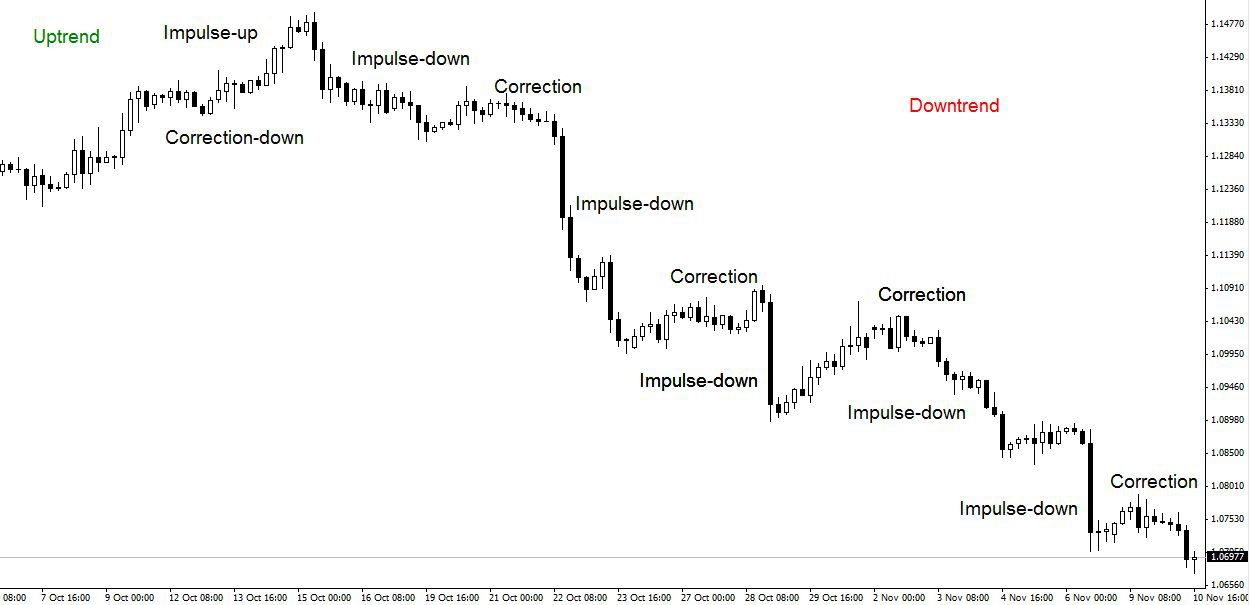 Uptrend
Impulse-up
Impulse-down
Correction
Correction-down
Downtrend
Impulse-down
Correction
Correction
Impulse-down
Impulse-down
Correction
Impulse-down
1.14770
1.14290
1.13810
1.13330
1.12840
1.12360
1.11880
1.11390
1.10910
1.10430
1.09950
1.09460
1.08980
1.08500
1.08010
1.07530
1.06977
1.06560
08:00 7 Oct 16:00 9 Oct 00:00 12 Oct 08:00 13 Oct 16:00 15 Oct 00:00 16 Oct 08:00 19 Oct 16:00 21 Oct 00:00 22 Oct 08:00 23 Oct 16:00 27 Oct 00:00 28 Oct 08:00 29 Oct 16:00 2 Nov 00:00 3 Nov 08:00 4 Nov 16:00 6 Nov 00:00 9 Nov 08:00 10 Nov 16:00